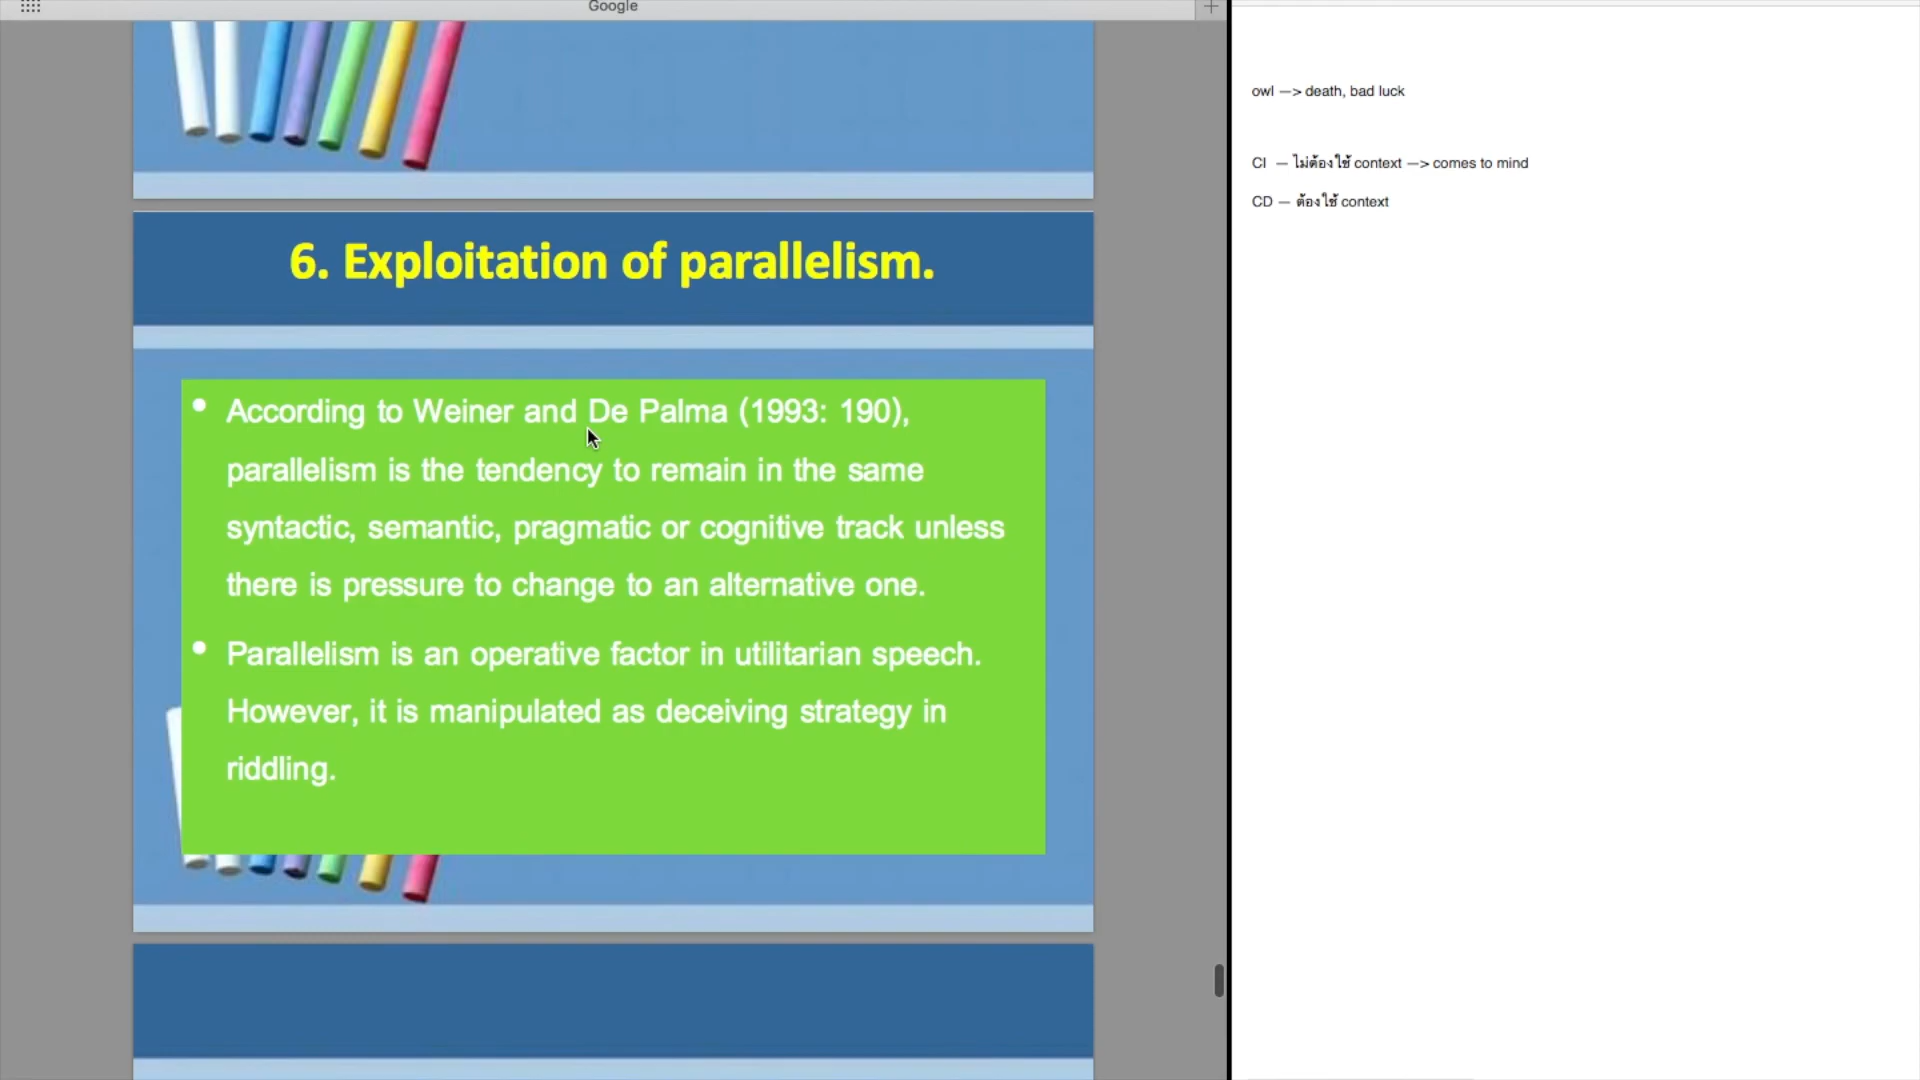 Google
6. Exploitation of parallelism.
• According to Weiner and De Palma (1993: 190),
parallelism is the tendency to remain in the same
syntactic, semantic, pragmatic or cognitive track unless
there is pressure to change to an alternative one.
• Parallelism is an operative factor in utilitarian speech.
However, it is manipulated as deceiving strategy in
riddling.
owl —> death, bad luck
CI — ไม่ต้องใช้ context —> comes to mind
CD — ต้องใช้ context